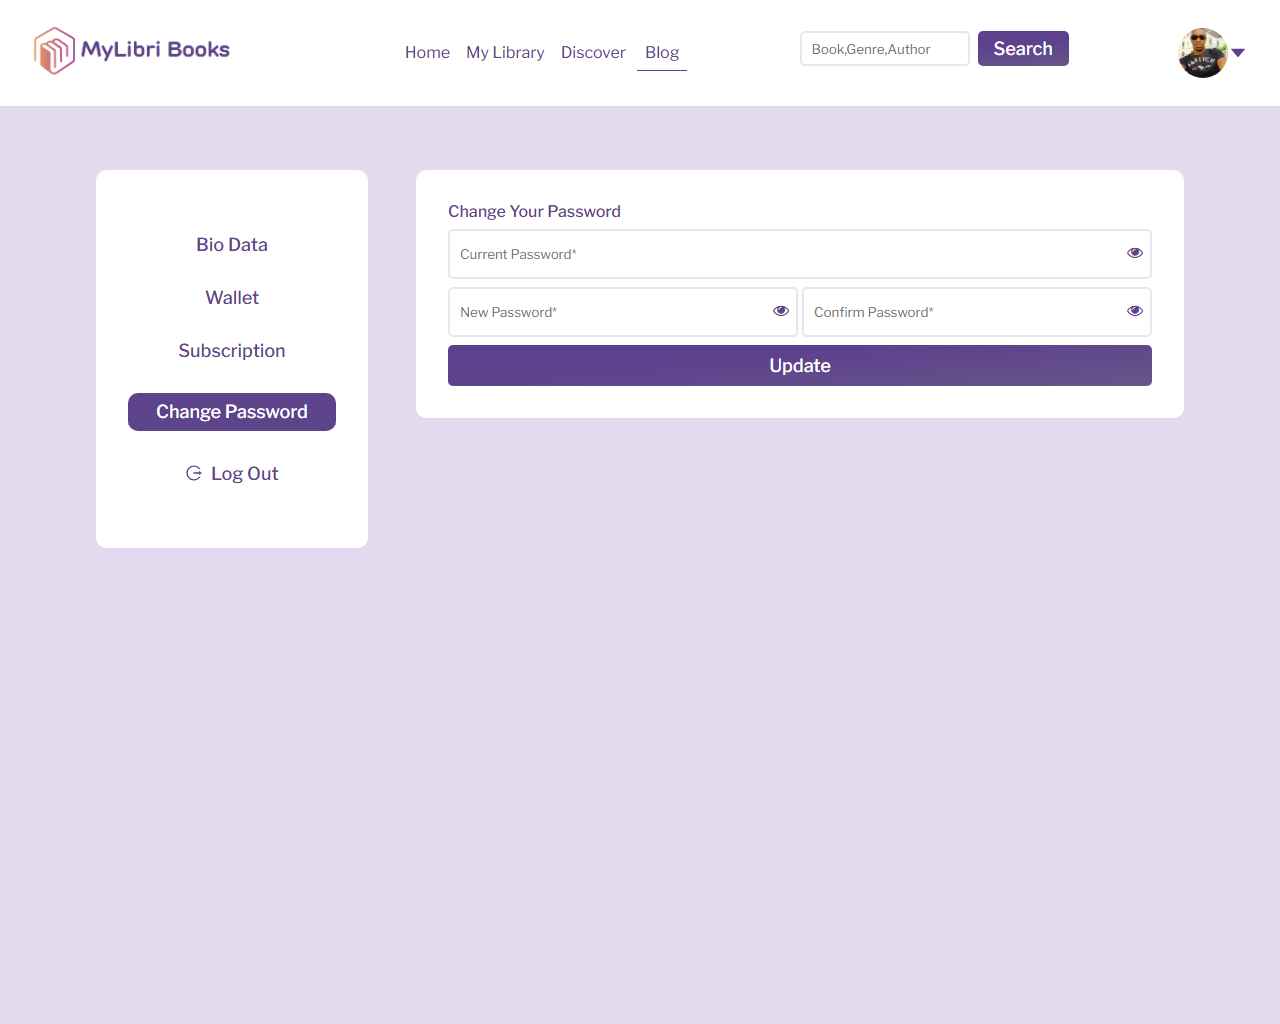 MyLibri Books
Home My Library Discover Blog
Book,Genre,Author
Search
Bio Data
Wallet
Subscription
Change Password
Log Out
Change Your Password
Current Password*
New Password*
Confirm Password*
Update